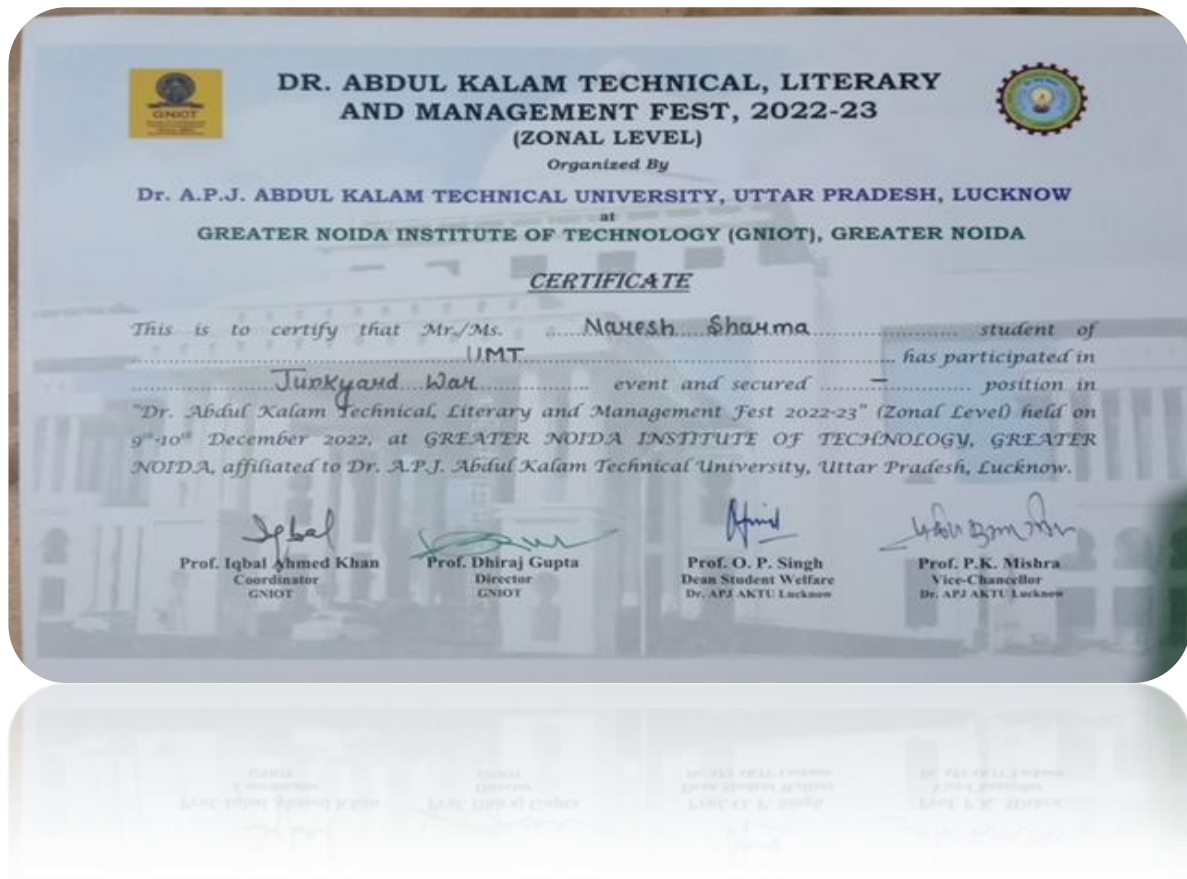 GNIOT
DR. ABDUL KALAM TECHNICAL, LITERARY
AND MANAGEMENT FEST, 2022-23
(ZONAL LEVEL)
Organized By
Dr. A.P.J. ABDUL KALAM TECHNICAL UNIVERSITY, UTTAR PRADESH, LUCKNOW
at
GREATER NOIDA INSTITUTE OF TECHNOLOGY (GNIOT), GREATER NOIDA
CERTIFICATE
This is to certify that Mr./Ms. Naresh Sharma student of
IIMT has participated in
Junkyard War event and secured – position in
"Dr. Abdul Kalam Technical, Literary and Management Fest 2022-23" (Zonal Level) held on
9th-10th December 2022, at GREATER NOIDA INSTITUTE OF TECHNOLOGY, GREATER
NOIDA, affiliated to Dr. A.P.J. Abdul Kalam Technical University, Uttar Pradesh, Lucknow.
Iqbal
Prof. Iqbal Ahmed Khan Prof. Dhiraj Gupta Prof. O. P. Singh Prof. P.K. Mishra
Coordinator Director Dean Student Welfare Vice-Chancellor
GNIOT GNIOT Dr. APJ AKTU Lucknow Dr. APJ AKTU Lucknow